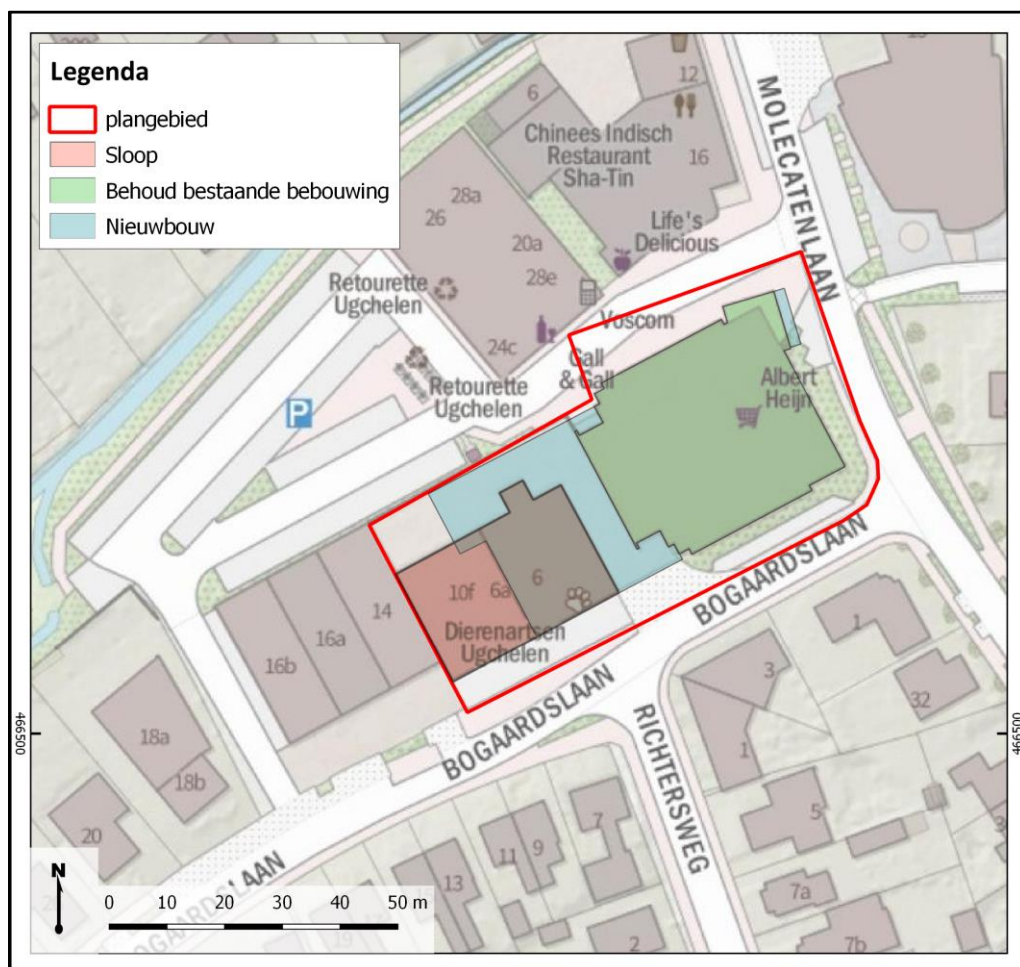 Legenda
plangebied
Sloop
Behoud bestaande bebouwing
Nieuwbouw
6
12
16
Chinees Indisch
Restaurant
Sha-Tin
MOLECATENLAAN
28a
26
20a
28e
Life's
Delicious
Retourette
Ugchelen
Voscom
24c
Gall
& Gall
Retourette
Ugchelen
Albert
Heijn
P
14
16a
16b
10f
6a
6
Dierenartsen
Ugchelen
BOGAARDSLAAN
BOGAARDSLAAN
RICHTERSWEG
1
3
32
1
466500
466500
18a
18b
20
5
7
9
11
13
7a
7b
2
N
0 10 20 30 40 50 m